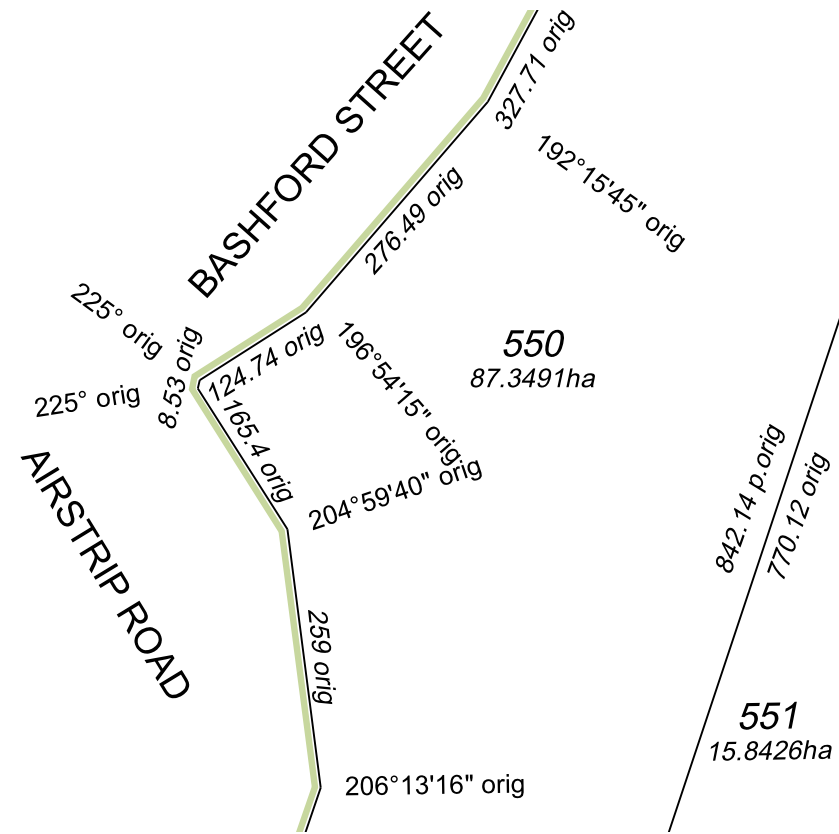 327.71 orig
BASHFORD STREET
192°15'45" orig
276.49 orig
225° orig
8.53 orig
124.74 orig
196°54'15" orig
550
87.3491ha
225° orig
165.4 orig
204°59'40" orig
AIRSTRIP ROAD
842.14 p.orig
770.12 orig
259 orig
551
15.8426ha
206°13'16" orig